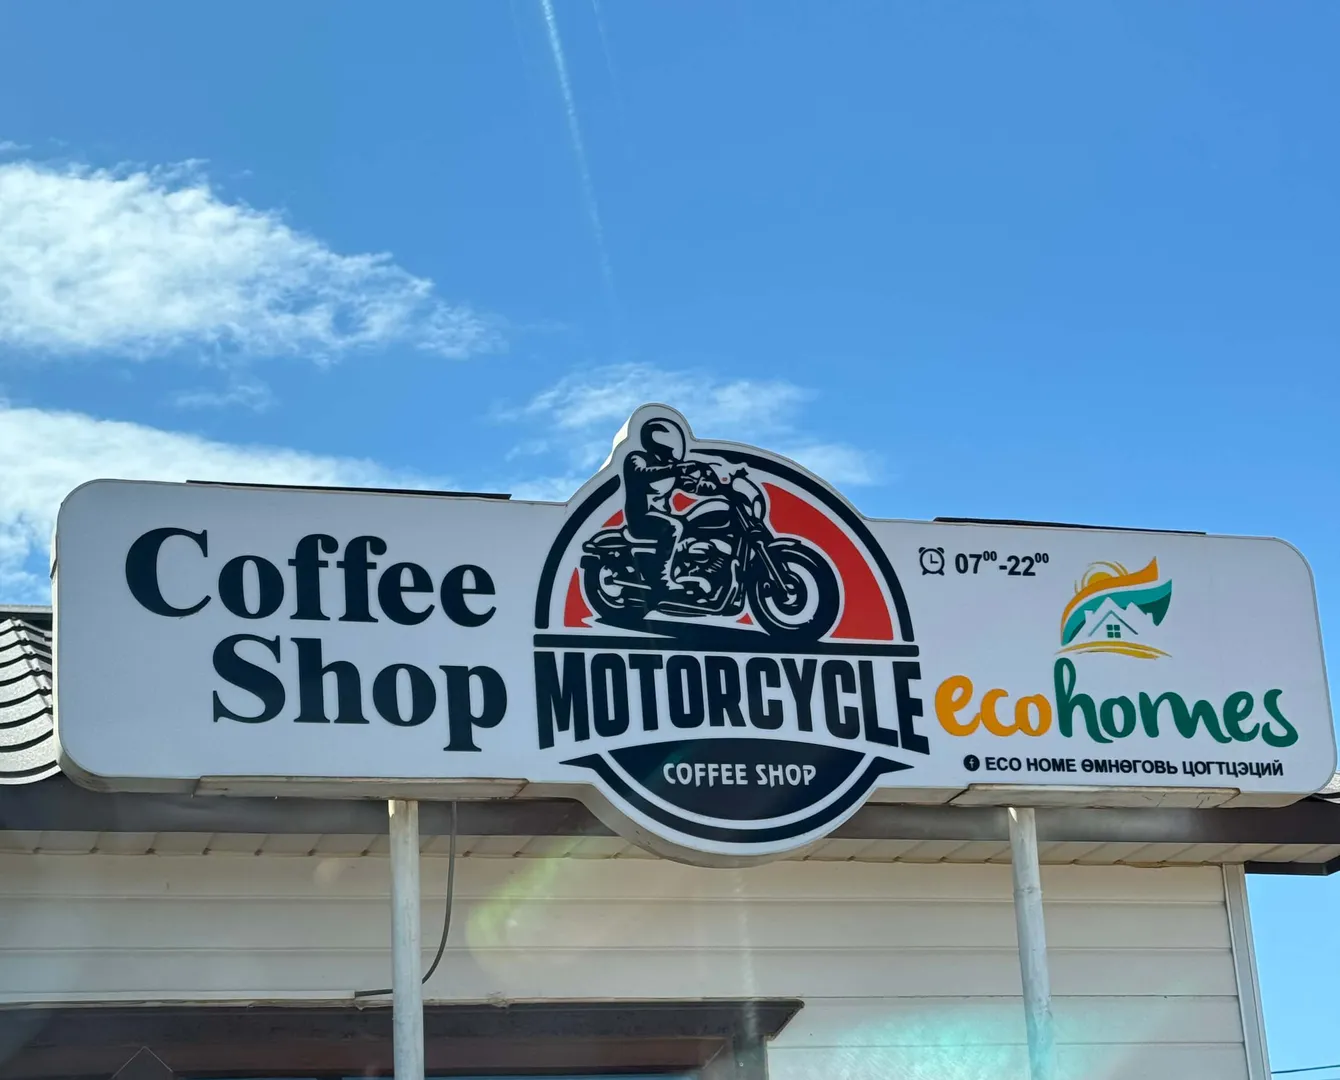 Coffee
Shop
MOTORCYCLE
COFFEE SHOP
07⁰⁰-22⁰⁰
ecohomes
ECO HOME ӨМНӨГОВЬ ЦОГТЦЭЦИЙ